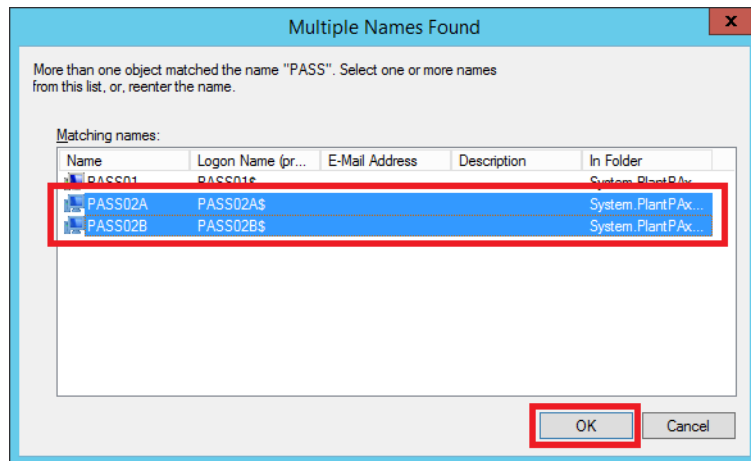 Multiple Names Found
x
More than one object matched the name "PASS". Select one or more names
from this list, or, reenter the name.
Matching names:
Name Logon Name (pr... E-Mail Address Description In Folder
PASS01 PASS01$ System.PlantPAx...
PASS02A PASS02A$ System.PlantPAx...
PASS02B PASS02B$ System.PlantPAx...
OK Cancel